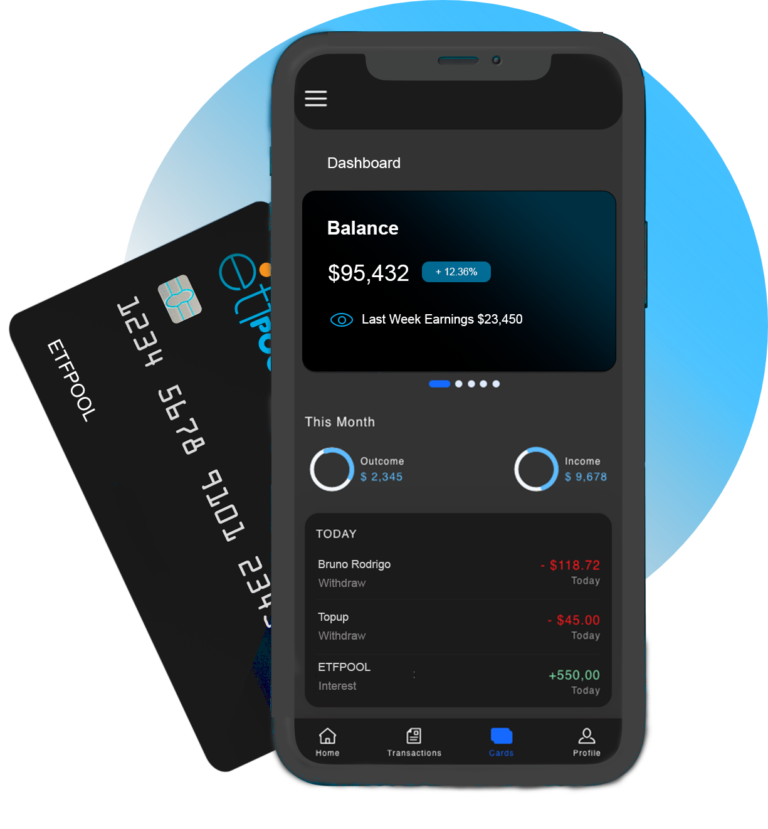 Dashboard
Balance
$95,432
+ 12.36%
Last Week Earnings $23,450
This Month
Outcome
$ 2,345
Income
$ 9,678
TODAY
Bruno Rodrigo
- $118.72
Withdraw
Today
Topup
- $45.00
Withdraw
Today
ETFPOOL
:
+550,00
Interest
Today
Home
Transactions
Cards
Profile
1234 5678 9101 234
ETFPOOL